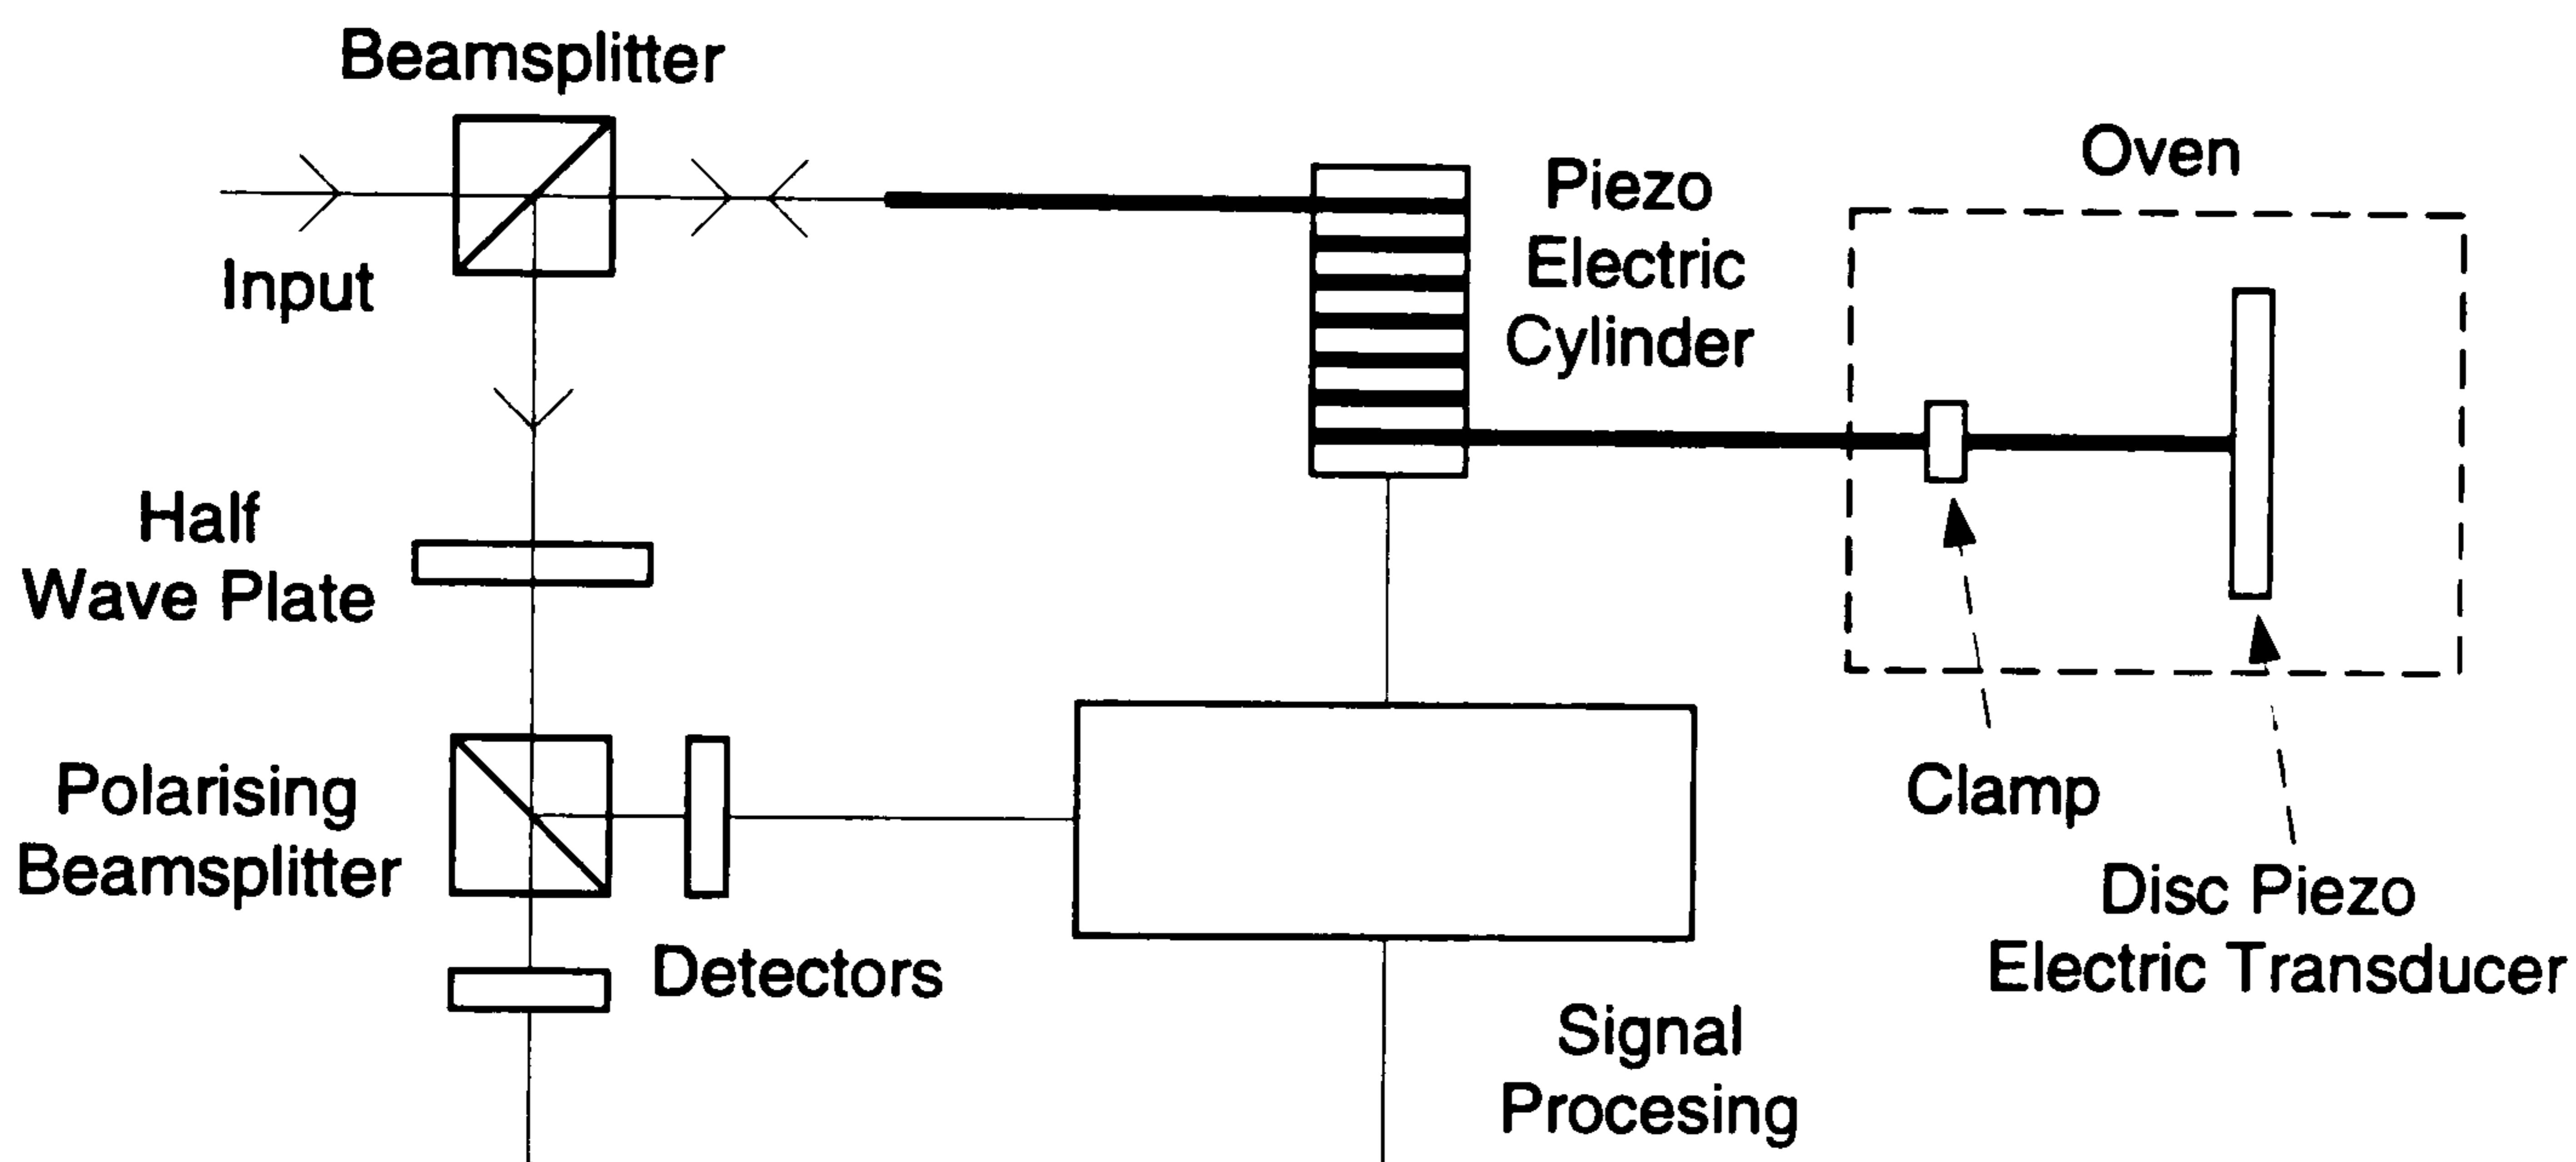 Beamsplitter
Input
Piezo
Electric
Cylinder
Oven
Half
Wave Plate
Polarising
Beamsplitter
Detectors
Clamp
Disc Piezo
Electric Transducer
Signal
Procesing